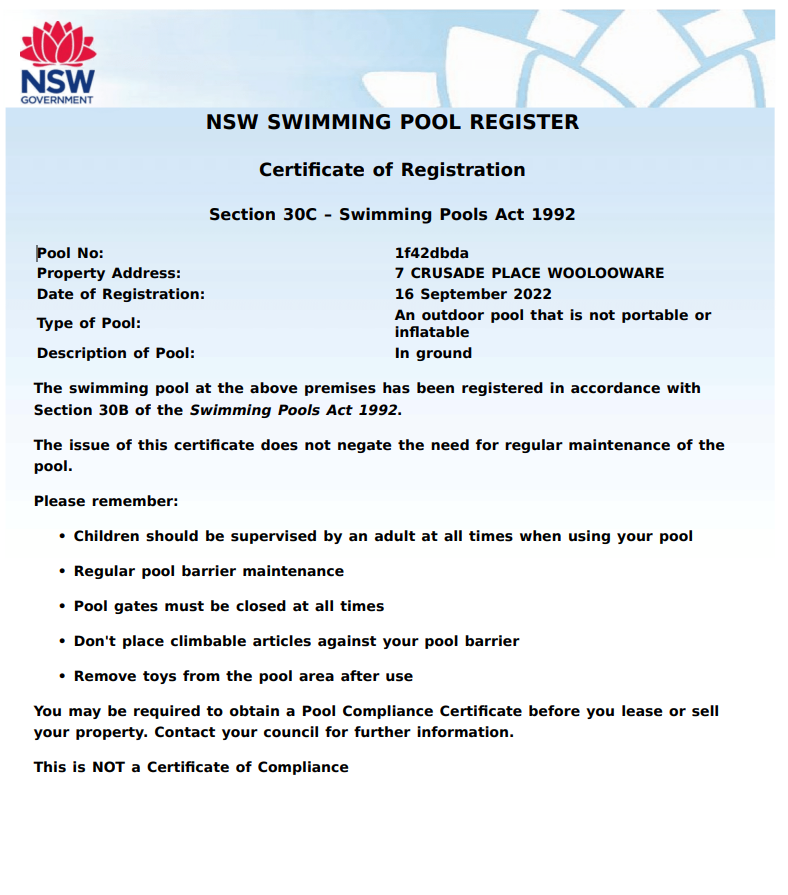 NSW
GOVERNMENT
NSW SWIMMING POOL REGISTER
Certificate of Registration
Section 30C – Swimming Pools Act 1992
Pool No: 1f42dbda
Property Address: 7 CRUSADE PLACE WOOLOOWARE
Date of Registration: 16 September 2022
Type of Pool: An outdoor pool that is not portable or
inflatable
Description of Pool: In ground
The swimming pool at the above premises has been registered in accordance with
Section 30B of the Swimming Pools Act 1992.
The issue of this certificate does not negate the need for regular maintenance of the
pool.
Please remember:
• Children should be supervised by an adult at all times when using your pool
• Regular pool barrier maintenance
• Pool gates must be closed at all times
• Don't place climbable articles against your pool barrier
• Remove toys from the pool area after use
You may be required to obtain a Pool Compliance Certificate before you lease or sell
your property. Contact your council for further information.
This is NOT a Certificate of Compliance